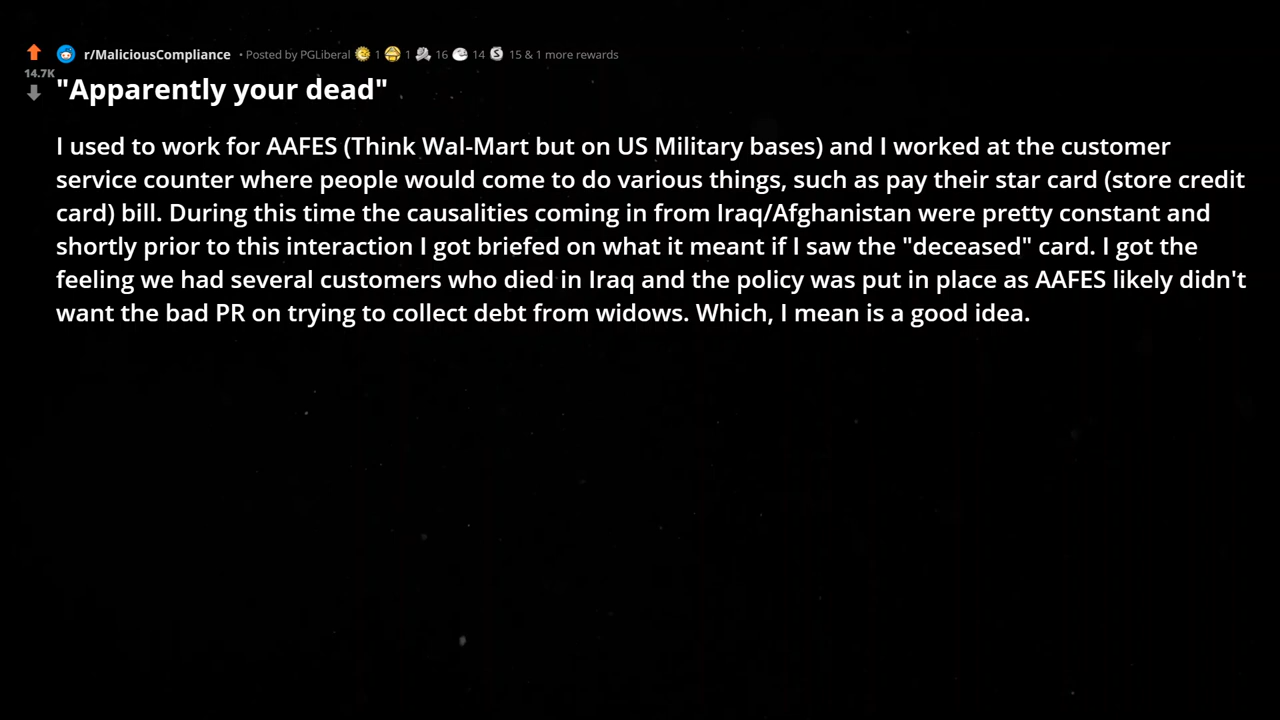 r/MaliciousCompliance • Posted by PGLiberal 1 1 16 14 S 15 & 1 more rewards
14.7K
"Apparently your dead"
I used to work for AAFES (Think Wal-Mart but on US Military bases) and I worked at the customer
service counter where people would come to do various things, such as pay their star card (store credit
card) bill. During this time the causalities coming in from Iraq/Afghanistan were pretty constant and
shortly prior to this interaction I got briefed on what it meant if I saw the "deceased" card. I got the
feeling we had several customers who died in Iraq and the policy was put in place as AAFES likely didn't
want the bad PR on trying to collect debt from widows. Which, I mean is a good idea.